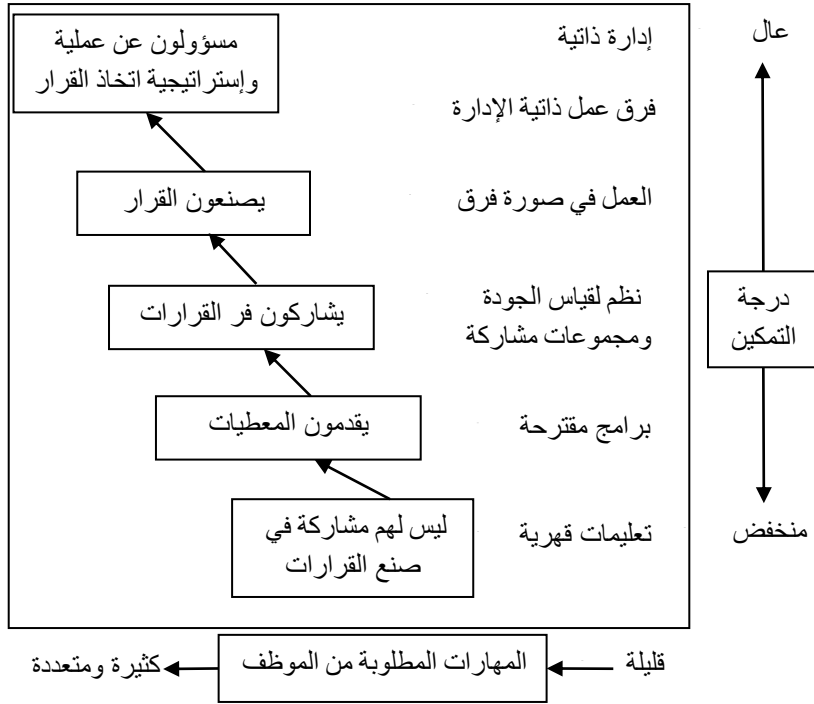 عال
إدارة ذاتية
مسؤولون عن عملية
وإستراتيجية اتخاذ القرار
فرق عمل ذاتية الإدارة
العمل في صورة فرق
يصنعون القرار
درجة
التمكين
نظم لقياس الجودة
ومجموعات مشاركة
يشاركون فر القرارات
برامج مقترحة
يقدمون المعطيات
منخفض
تعليمات قهرية
ليس لهم مشاركة في
صنع القرارات
قليلة
المهارات المطلوبة من الموظف
كثيرة ومتعددة